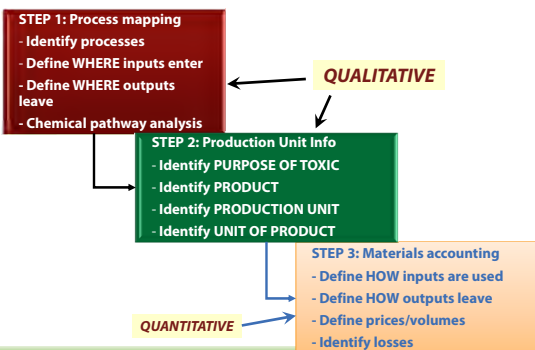 STEP 1: Process mapping
- Identify processes
- Define WHERE inputs enter
- Define WHERE outputs
leave
- Chemical pathway analysis
QUALITATIVE
STEP 2: Production Unit Info
- Identify PURPOSE OF TOXIC
- Identify PRODUCT
- Identify PRODUCTION UNIT
- Identify UNIT OF PRODUCT
STEP 3: Materials accounting
- Define HOW inputs are used
- Define HOW outputs leave
- Define prices/volumes
- Identify losses
QUANTITATIVE